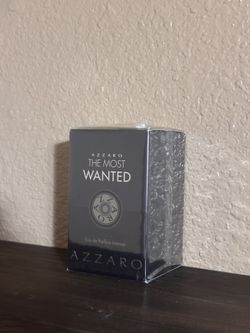 AZZARO
THE MOST
WANTED
Eau de Parfum Intense
AZZARO